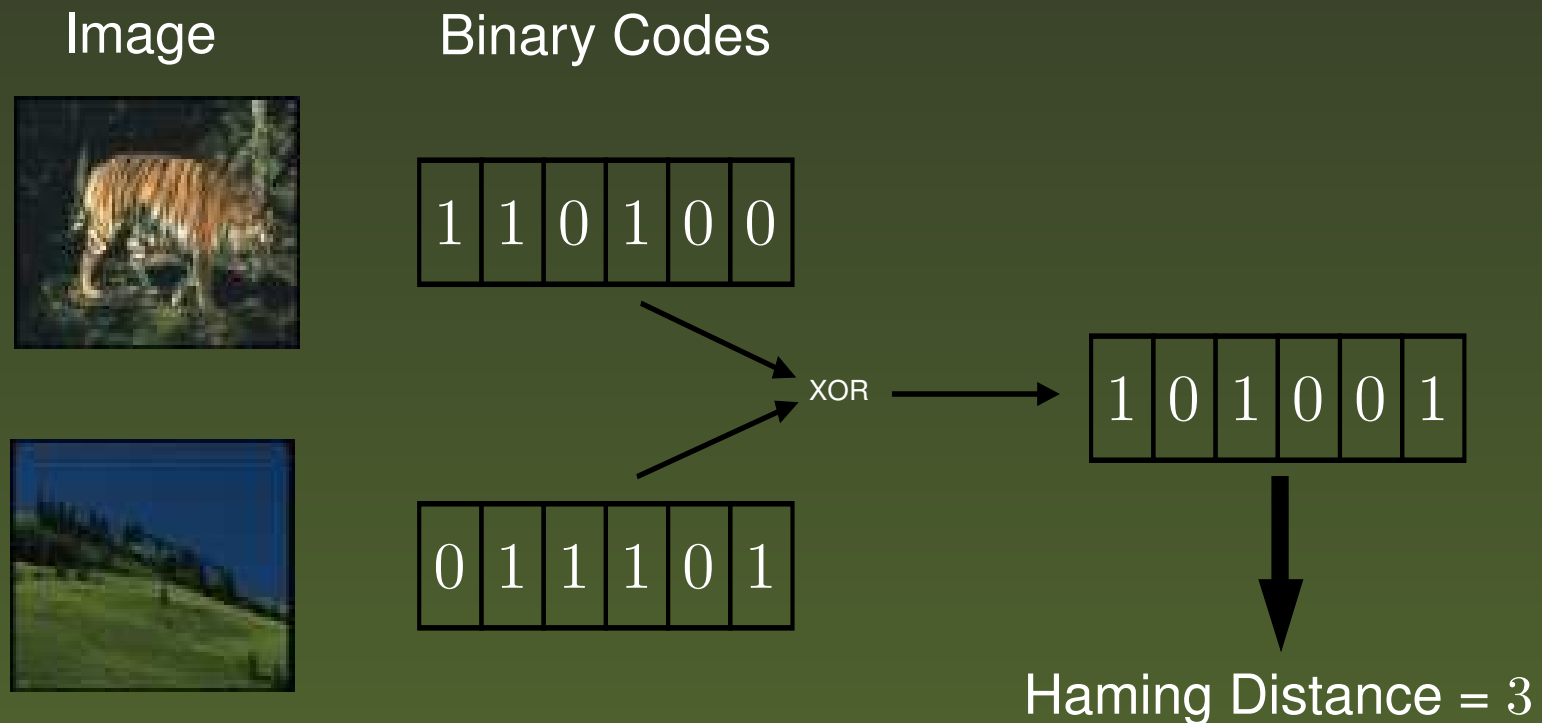 Image
Binary Codes
1 1 0 1 0 0
XOR
1 0 1 0 0 1
0 1 1 1 0 1
Haming Distance = 3